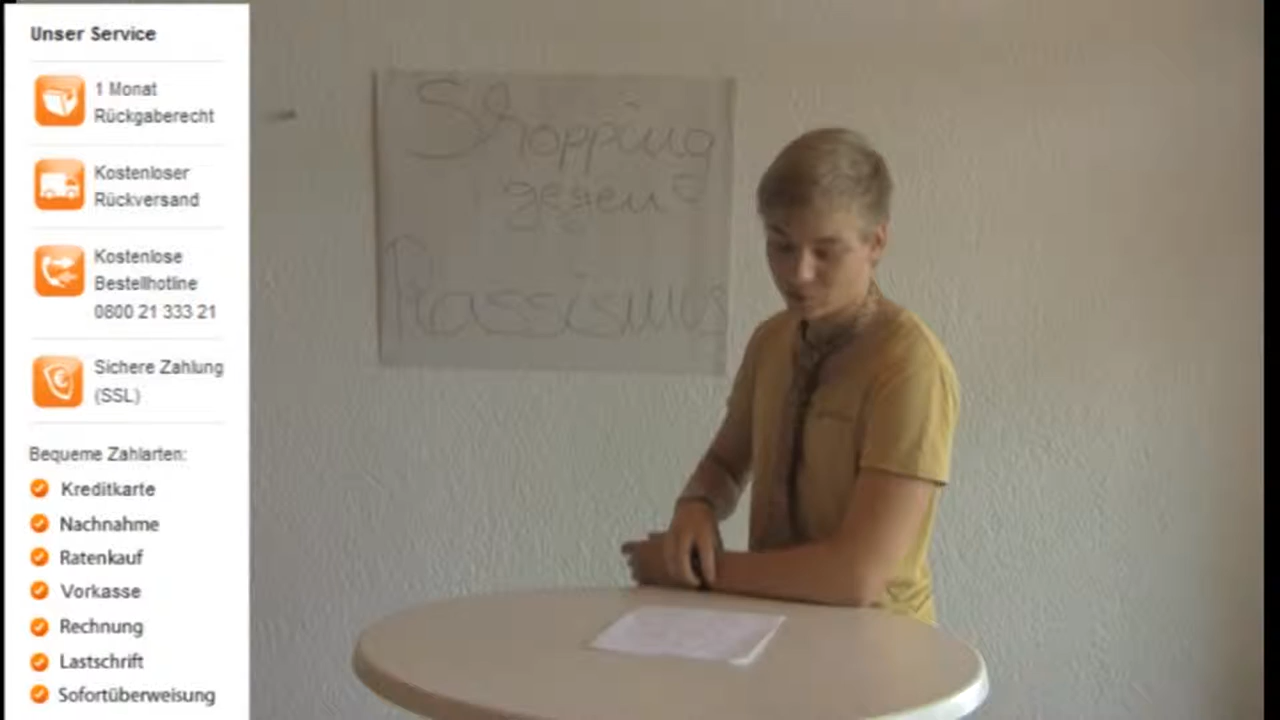 Unser Service
1 Monat
Rückgaberecht
Kostenloser
Rückversand
Kostenlose
Bestellhotline
0800 21 333 21
Sichere Zahlung
(SSL)
Bequeme Zahlarten:
Kreditkarte
Nachnahme
Ratenkauf
Vorkasse
Rechnung
Lastschrift
Sofortüberweisung
Shopping
gegen
Rassismus